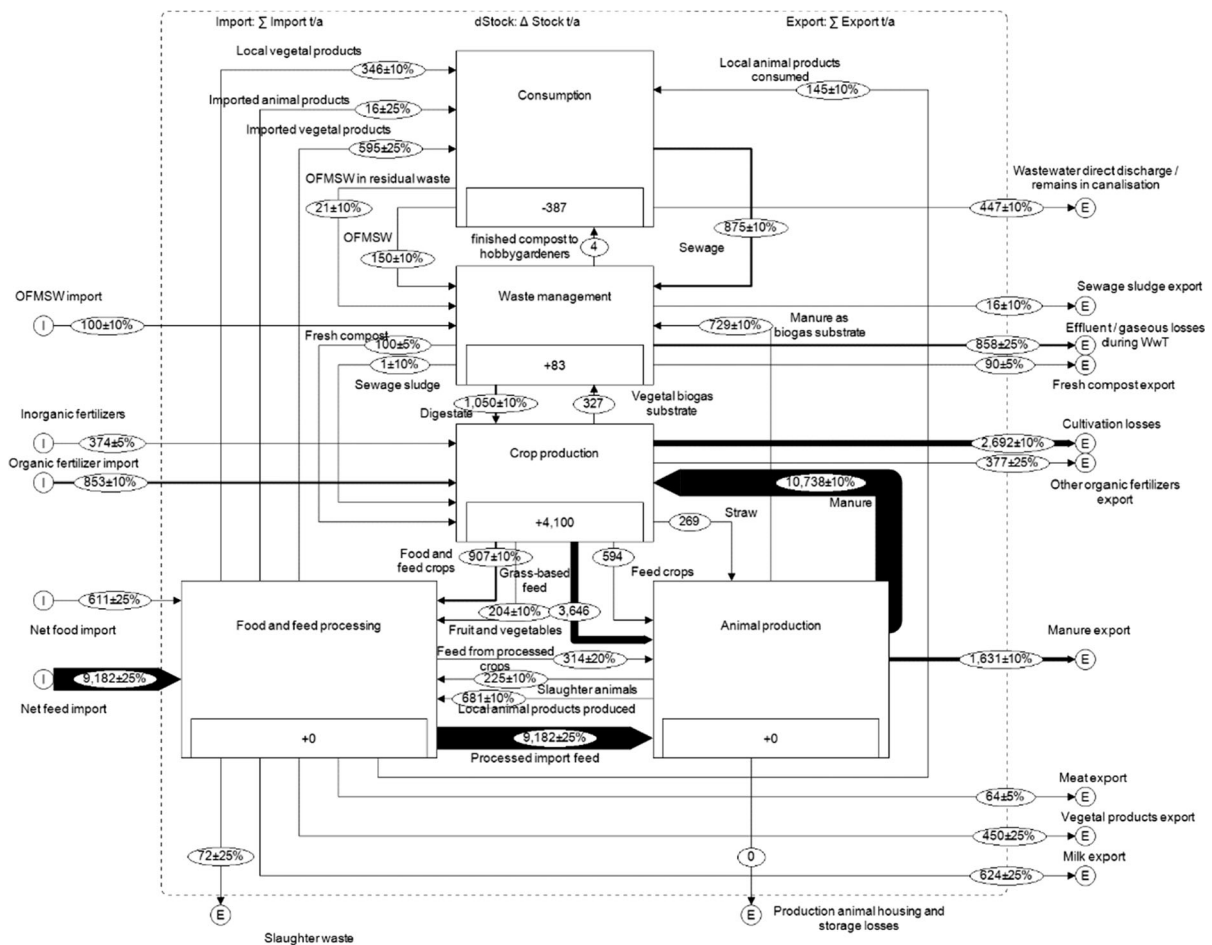 Import: ∑ Import t/a
dStock: Δ Stock t/a
Export: ∑ Export t/a
Local vegetal products
346±10%
Imported animal products
16±25%
Imported vegetal products
595±25%
Consumption
-387
Local animal products
consumed
145±10%
OFMSW in residual waste
21±10%
OFMSW
150±10%
finished compost to
hobbygardeners
4
875±10%
Sewage
Wastewater direct discharge /
remains in canalisation
447±10%
E
OFMSW import
I
100±10%
Waste management
+83
Manure as
biogas substrate
729±10%
Sewage sludge export
16±10%
E
Effluent / gaseous losses
during WwT
858±25%
E
90±5%
E
Fresh compost export
Fresh compost
100±5%
1±10%
Sewage sludge
1,050±10%
Digestate
327
Vegetal biogas
substrate
Inorganic fertilizers
I
374±5%
Organic fertilizer import
I
853±10%
Crop production
+4,100
Cultivation losses
2,692±10%
E
377±25%
E
Other organic fertilizers
export
10,738±10%
Manure
269
Straw
Food and
feed crops
907±10%
Grass-based
feed
594
Feed crops
204±10%
3,646
Fruit and vegetables
I
611±25%
Net food import
Food and feed processing
+0
Feed from processed
crops
314±20%
225±10%
Slaughter animals
681±10%
Local animal products produced
Animal production
+0
Manure export
1,631±10%
E
I
9,182±25%
Net feed import
9,182±25%
Processed import feed
Meat export
64±5%
E
Vegetal products export
450±25%
E
Milk export
624±25%
E
72±25%
E
Slaughter waste
0
E
Production animal housing and
storage losses